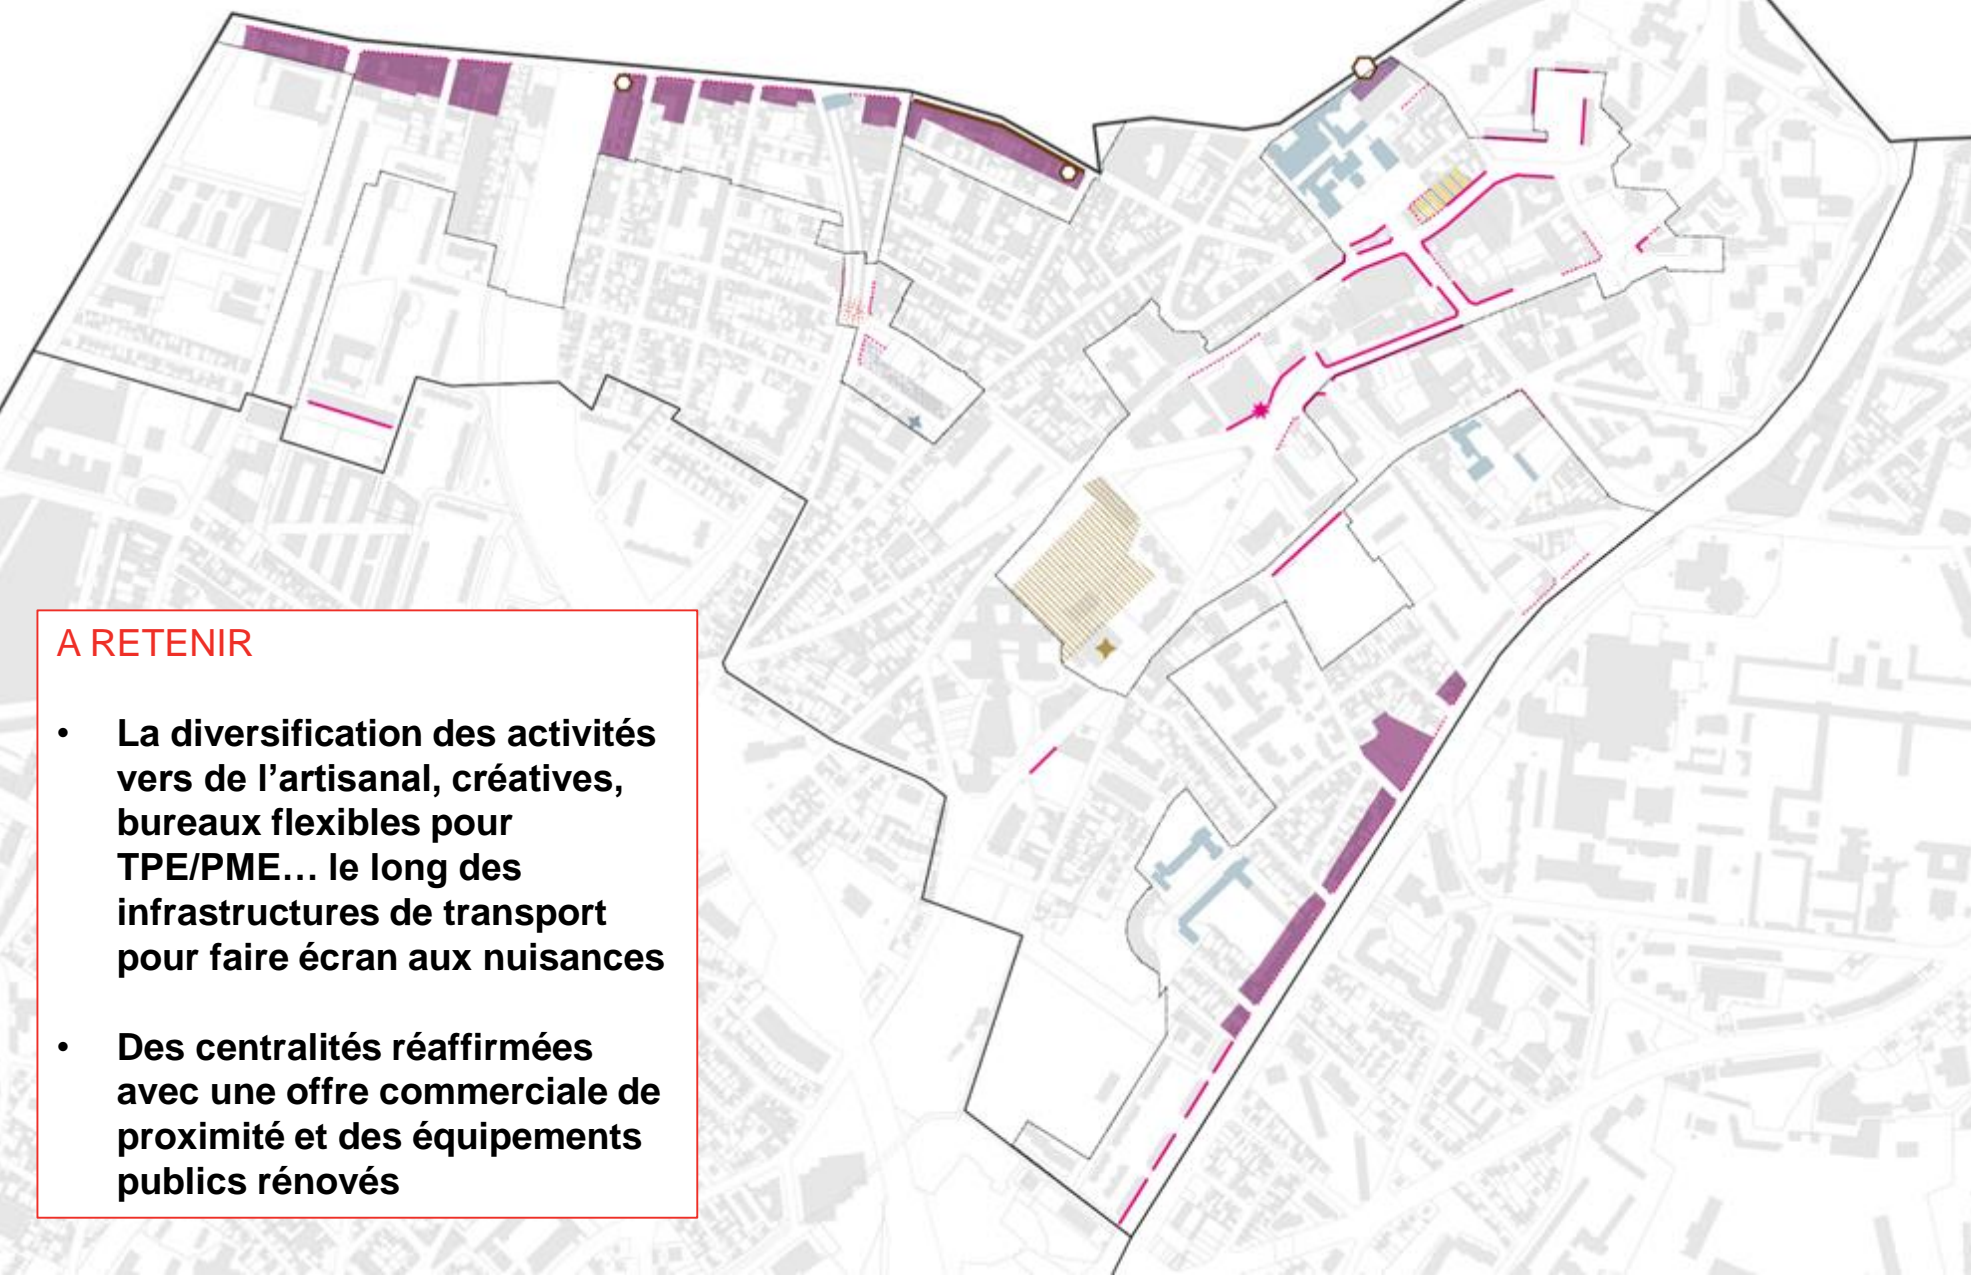 A RETENIR
• La diversification des activités
vers de l’artisanal, créatives,
bureaux flexibles pour
TPE/PME… le long des
infrastructures de transport
pour faire écran aux nuisances
• Des centralités réaffirmées
avec une offre commerciale de
proximité et des équipements
publics rénovés